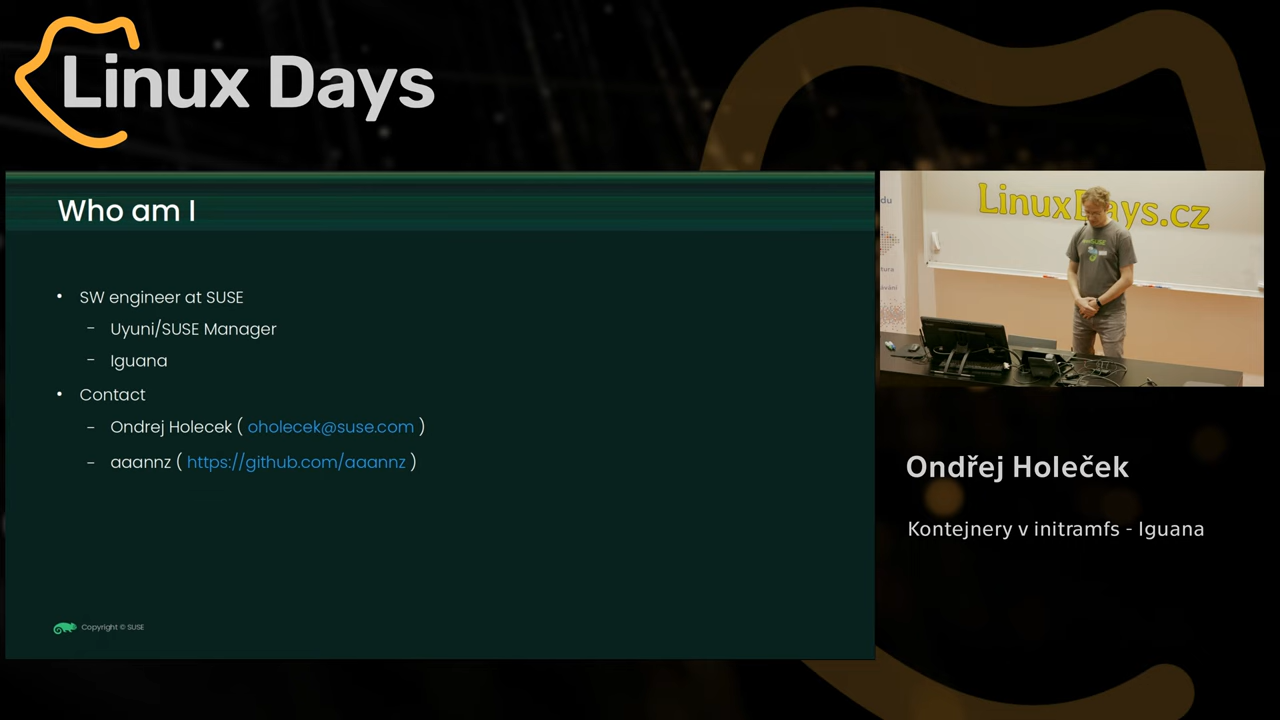 Linux Days
Who am I
• SW engineer at SUSE
– Uyuni/SUSE Manager
– Iguana
• Contact
– Ondrej Holecek ( oholecek@suse.com )
– aaannz ( https://github.com/aaannz )
Copyright © SUSE
LinuxDays.cz
Ondřej Holeček
Kontejnery v initramfs - Iguana